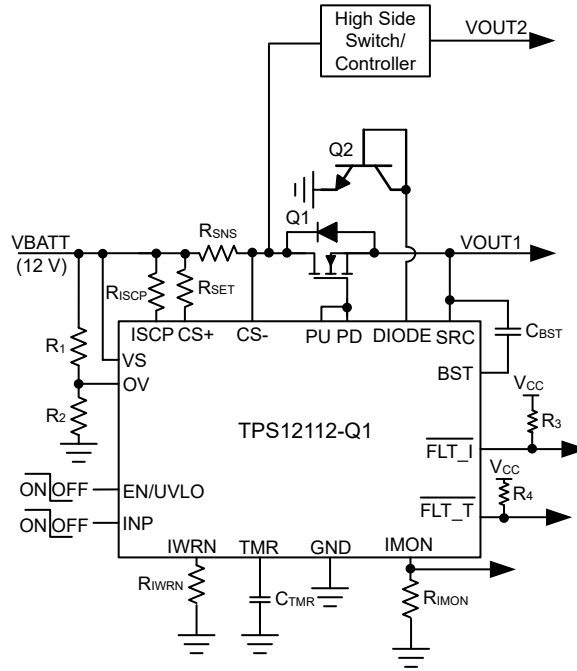 High Side
Switch/
Controller
VOUT2
Q2
Q1
RSNS
VBATT
(12 V)
VOUT1
RISCP
RSET
CBST
ISCP CS+ CS- PU PD DIODE SRC
R1
VS
OV
BST
R2
VCC
R3
TPS12112-Q1
FLT_I
VCC
R4
ON OFF
EN/UVLO
FLT_T
ON OFF
INP
IWRN TMR GND IMON
RIWRN
CTMR
RIMON